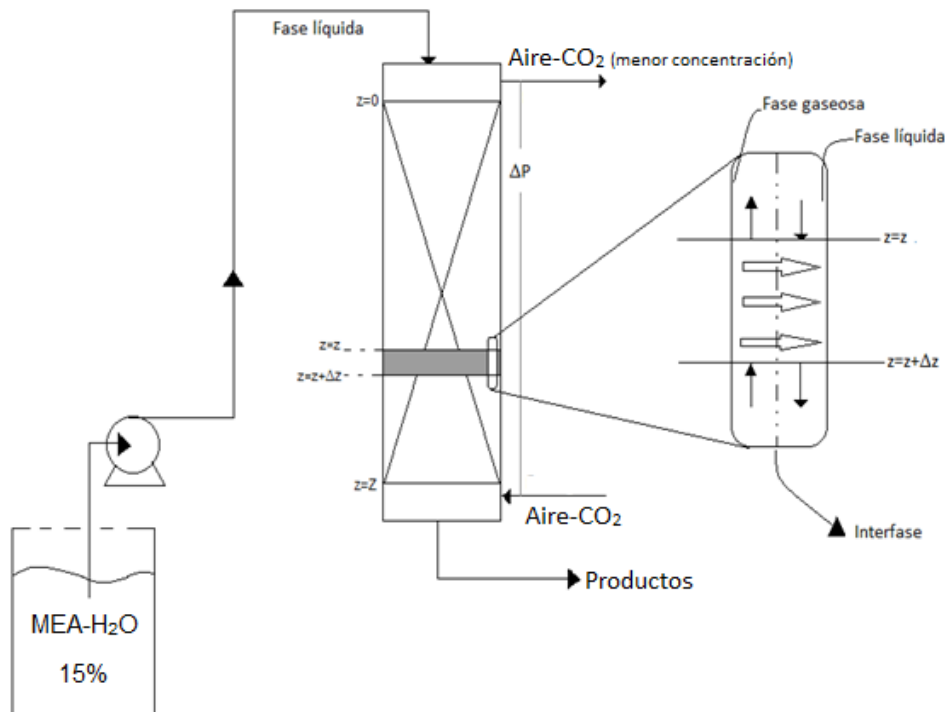 Fase líquida
Aire-CO₂ (menor concentración)
z=0
Fase gaseosa
Fase líquida
ΔP
z=z
z=z
z=z+Δz
z=z+Δz
z=Z
Aire-CO₂
Interfase
Productos
MEA-H₂O
15%